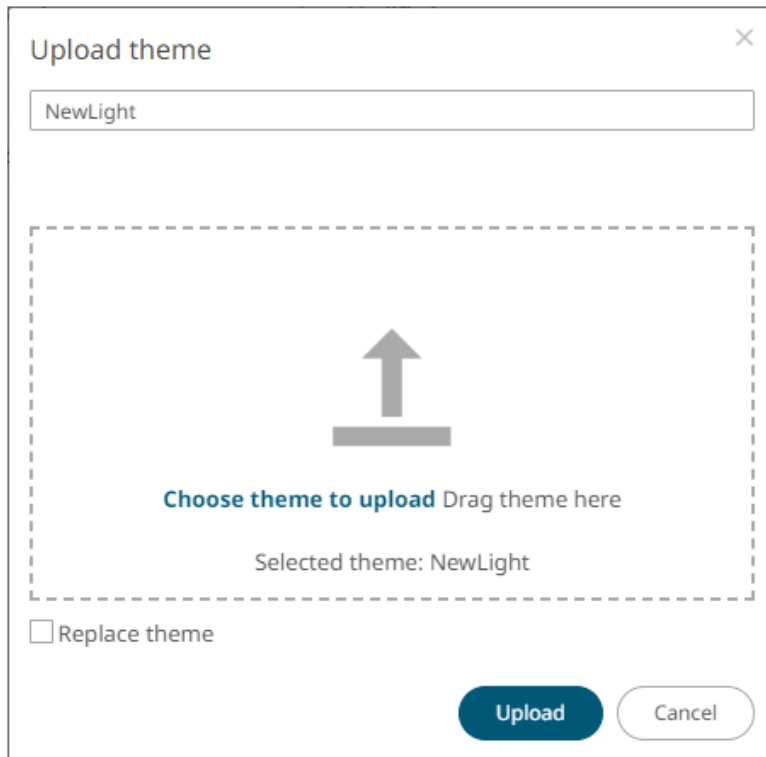 Upload theme
NewLight
Choose theme to upload Drag theme here
Selected theme: NewLight
Replace theme
Upload Cancel